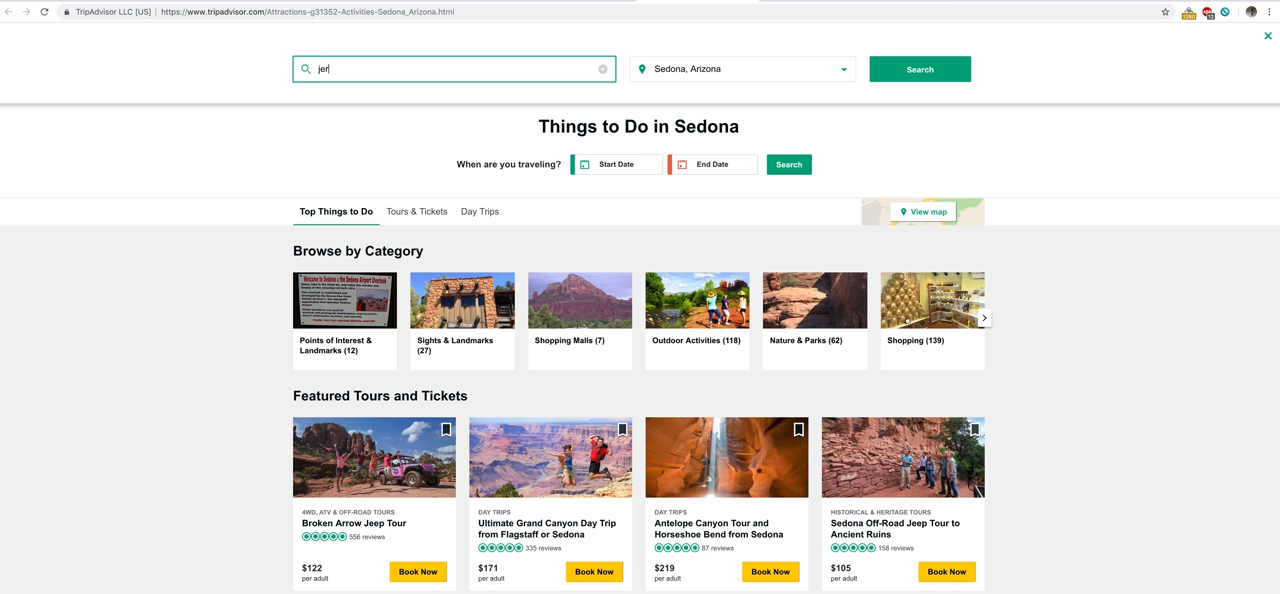 TripAdvisor LLC [US] | https://www.tripadvisor.com/Attractions-g31352-Activities-Sedona_Arizona.html
jer
Sedona, Arizona
Search
Things to Do in Sedona
When are you traveling?
Start Date
End Date
Search
Top Things to Do
Tours & Tickets
Day Trips
View map
Browse by Category
Points of Interest &
Landmarks (12)
Sights & Landmarks
(27)
Shopping Malls (7)
Outdoor Activities (118)
Nature & Parks (62)
Shopping (139)
Featured Tours and Tickets
4WD, ATV & OFF-ROAD TOURS
Broken Arrow Jeep Tour
556 reviews
$122
per adult
Book Now
DAY TRIPS
Ultimate Grand Canyon Day Trip
from Flagstaff or Sedona
335 reviews
$171
per adult
Book Now
DAY TRIPS
Antelope Canyon Tour and
Horseshoe Bend from Sedona
87 reviews
$219
per adult
Book Now
HISTORICAL & HERITAGE TOURS
Sedona Off-Road Jeep Tour to
Ancient Ruins
158 reviews
$105
per adult
Book Now